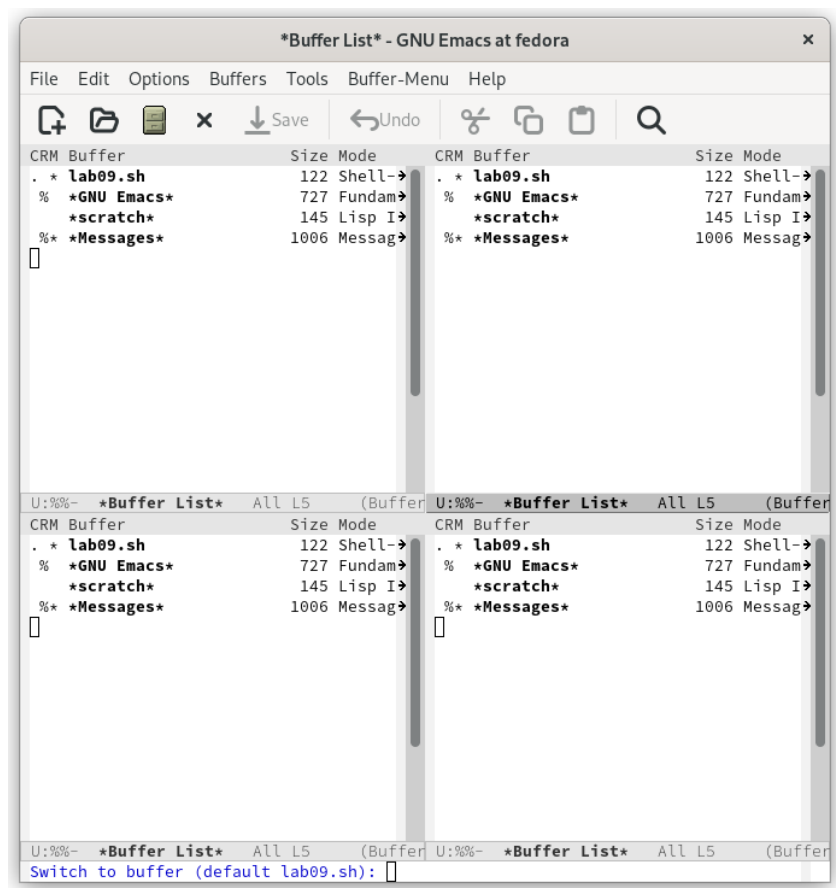 *Buffer List* - GNU Emacs at fedora
File Edit Options Buffers Tools Buffer-Menu Help
Save Undo
CRM Buffer Size Mode CRM Buffer Size Mode
. * lab09.sh 122 Shell- . * lab09.sh 122 Shell-
% *GNU Emacs* 727 Fundam % *GNU Emacs* 727 Fundam
*scratch* 145 Lisp I *scratch* 145 Lisp I
%* *Messages* 1006 Messag %* *Messages* 1006 Messag
U:%%- *Buffer List* All L5 (Buffer U:%%- *Buffer List* All L5 (Buffer
CRM Buffer Size Mode CRM Buffer Size Mode
. * lab09.sh 122 Shell- . * lab09.sh 122 Shell-
% *GNU Emacs* 727 Fundam % *GNU Emacs* 727 Fundam
*scratch* 145 Lisp I *scratch* 145 Lisp I
%* *Messages* 1006 Messag %* *Messages* 1006 Messag
U:%%- *Buffer List* All L5 (Buffer U:%%- *Buffer List* All L5 (Buffer
Switch to buffer (default lab09.sh):